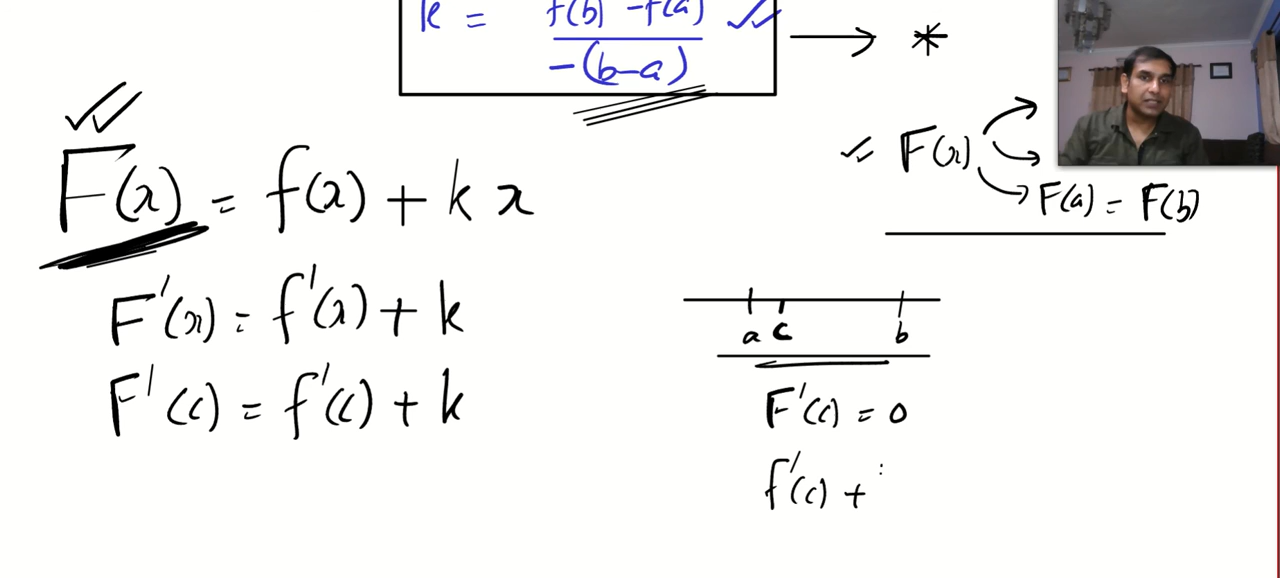 k = f(b) - f(a) / -(b-a) → *
F(x)
F(a) = F(b)
F(x) = f(x) + k x
F'(x) = f'(x) + k
F'(c) = f'(c) + k
a c b
F'(c) = 0
f'(c) +